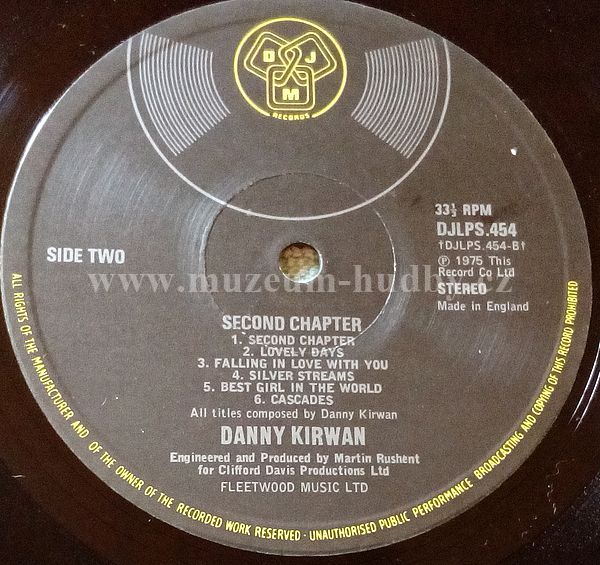 D J M
RECORDS
SIDE TWO
33⅓ RPM
DJLPS.454
†DJLPS.454-B†
℗ 1975 This
Record Co Ltd
STEREO
Made in England
www.muzeum-hudby.cz
SECOND CHAPTER
1. SECOND CHAPTER
2. LOVELY DAYS
3. FALLING IN LOVE WITH YOU
4. SILVER STREAMS
5. BEST GIRL IN THE WORLD
6. CASCADES
All titles composed by Danny Kirwan
DANNY KIRWAN
Engineered and Produced by Martin Rushent
for Clifford Davis Productions Ltd
FLEETWOOD MUSIC LTD
ALL RIGHTS OF THE MANUFACTURER AND OF THE OWNER OF THE RECORDED WORK RESERVED - UNAUTHORISED PUBLIC PERFORMANCE BROADCASTING AND COPYING OF THIS RECORD PROHIBITED